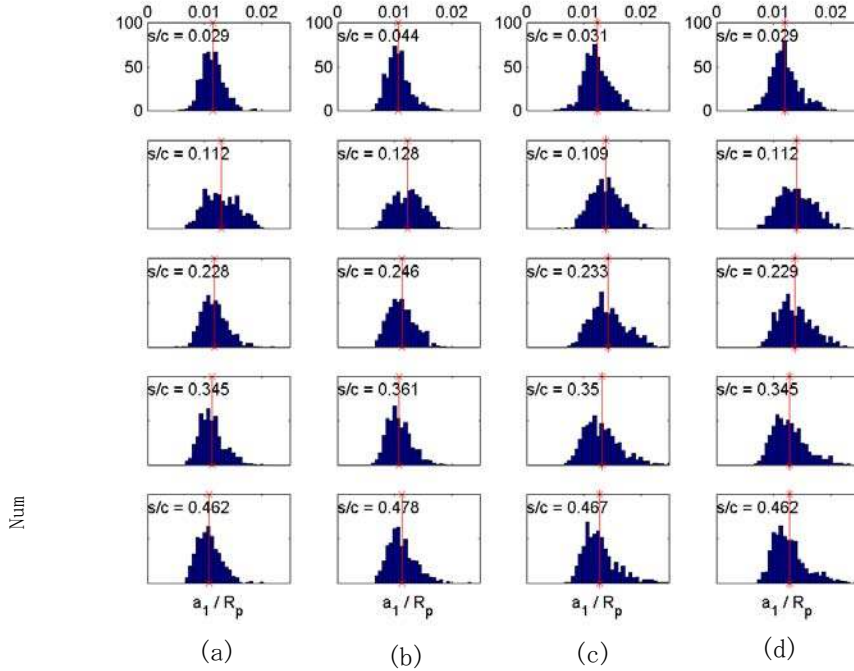 0 0.01 0.02 0 0.01 0.02 0 0.01 0.02 0 0.01 0.02
100 100 100 100
s/c = 0.029 s/c = 0.044 s/c = 0.031 s/c = 0.029
50 50 50 50
0 0 0 0
s/c = 0.112 s/c = 0.128 s/c = 0.109 s/c = 0.112
s/c = 0.228 s/c = 0.246 s/c = 0.233 s/c = 0.229
s/c = 0.345 s/c = 0.361 s/c = 0.35 s/c = 0.345
Num
s/c = 0.462 s/c = 0.478 s/c = 0.467 s/c = 0.462
a₁ / Rₚ a₁ / Rₚ a₁ / Rₚ a₁ / Rₚ
(a) (b) (c) (d)